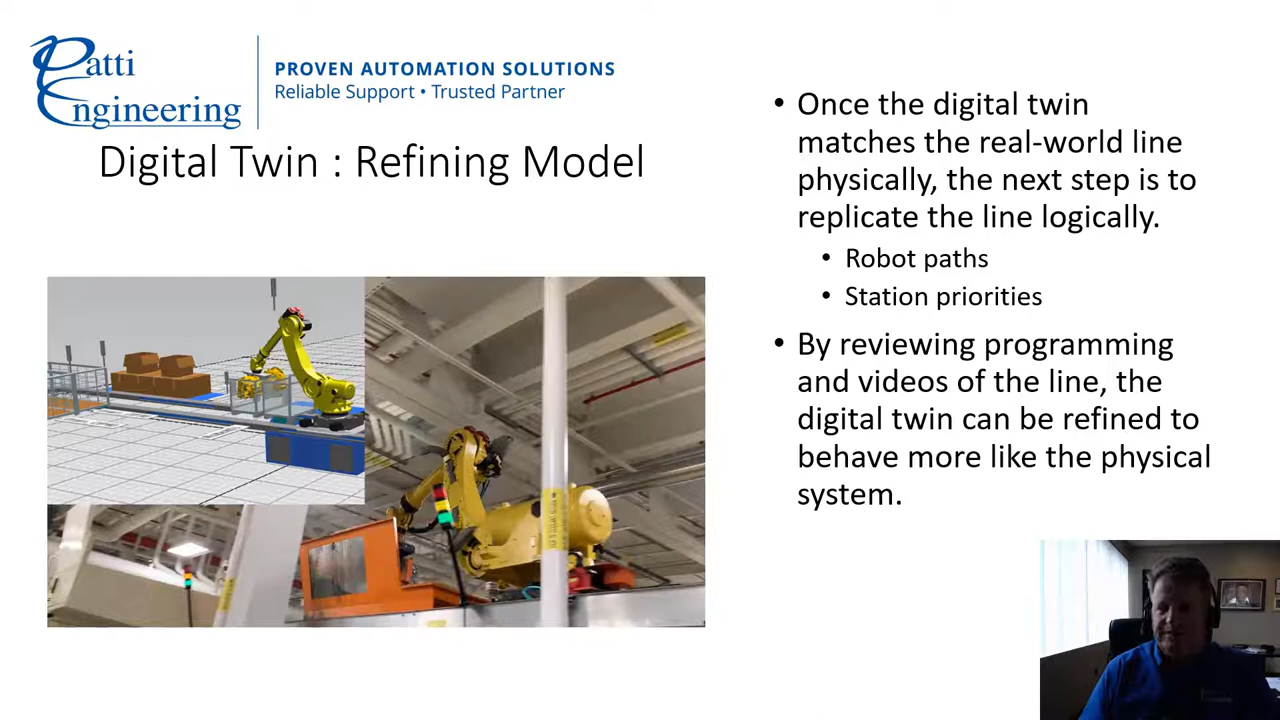 Patti
Engineering
PROVEN AUTOMATION SOLUTIONS
Reliable Support • Trusted Partner
Digital Twin : Refining Model
• Once the digital twin
matches the real-world line
physically, the next step is to
replicate the line logically.
• Robot paths
• Station priorities
• By reviewing programming
and videos of the line, the
digital twin can be refined to
behave more like the physical
system.